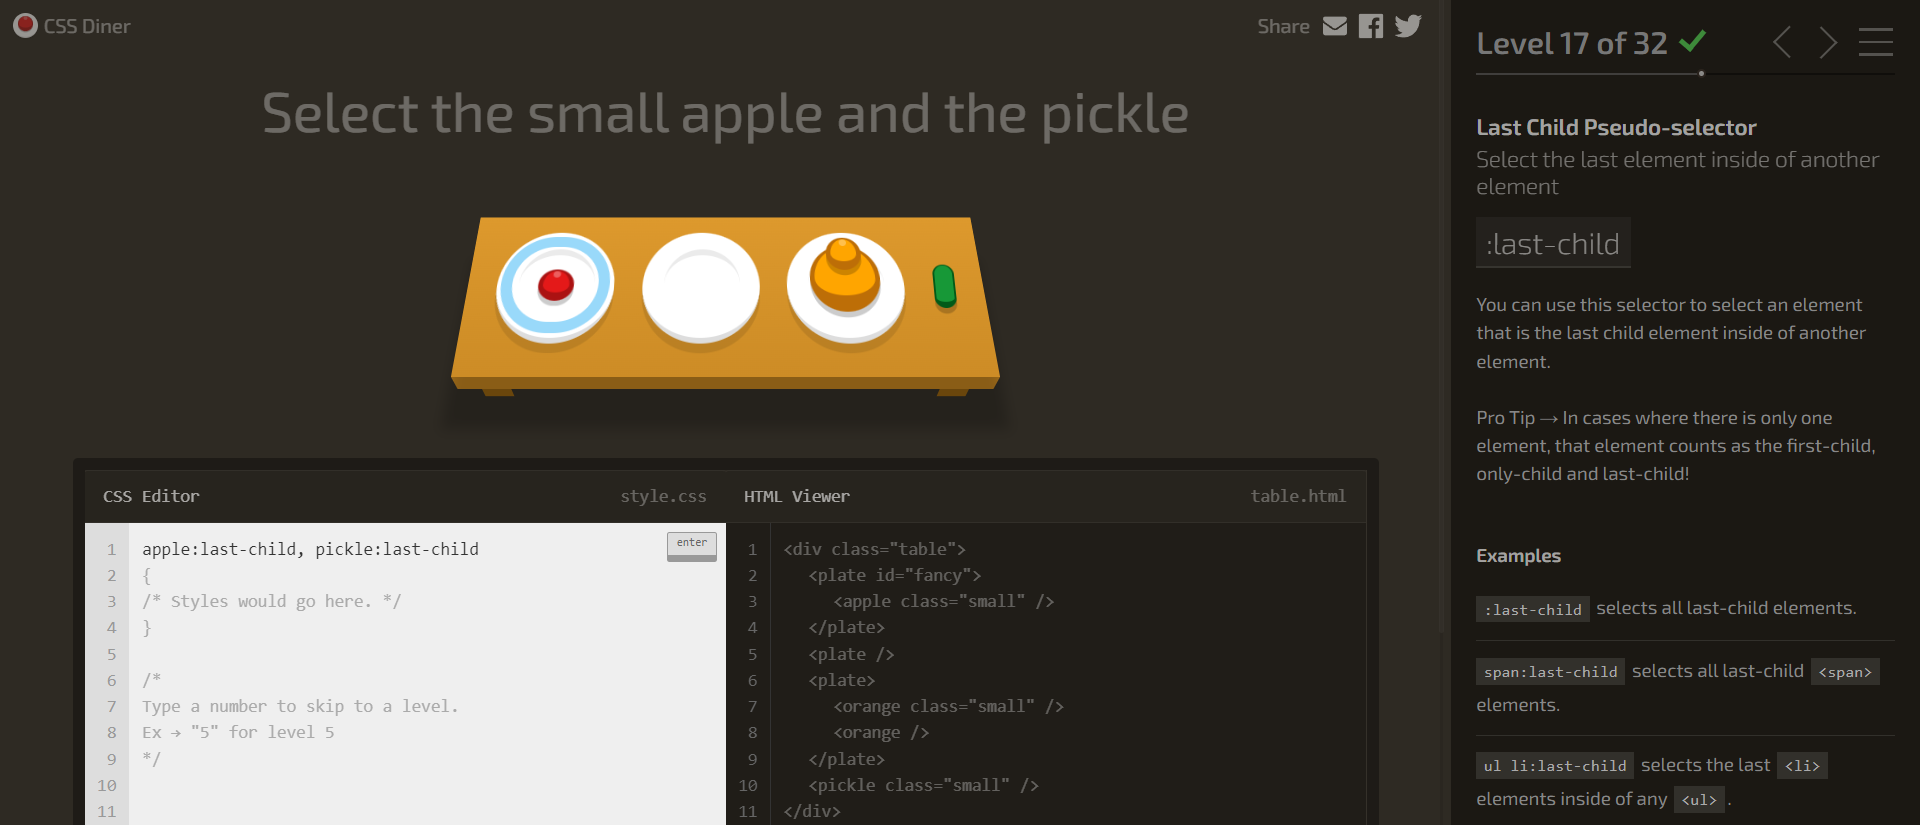 CSS Diner
Share
Select the small apple and the pickle
CSS Editor
style.css
1 apple:last-child, pickle:last-child
enter
2 {
3 /* Styles would go here. */
4 }
5
6 /*
7 Type a number to skip to a level.
8 Ex → "5" for level 5
9 */
10
11
HTML Viewer
table.html
1 <div class="table">
2 <plate id="fancy">
3 <apple class="small" />
4 </plate>
5 <plate />
6 <plate>
7 <orange class="small" />
8 <orange />
9 </plate>
10 <pickle class="small" />
11 </div>
Level 17 of 32
Last Child Pseudo-selector
Select the last element inside of another
element
:last-child
You can use this selector to select an element
that is the last child element inside of another
element.
Pro Tip → In cases where there is only one
element, that element counts as the first-child,
only-child and last-child!
Examples
:last-child selects all last-child elements.
span:last-child selects all last-child <span>
elements.
ul li:last-child selects the last <li>
elements inside of any <ul> .